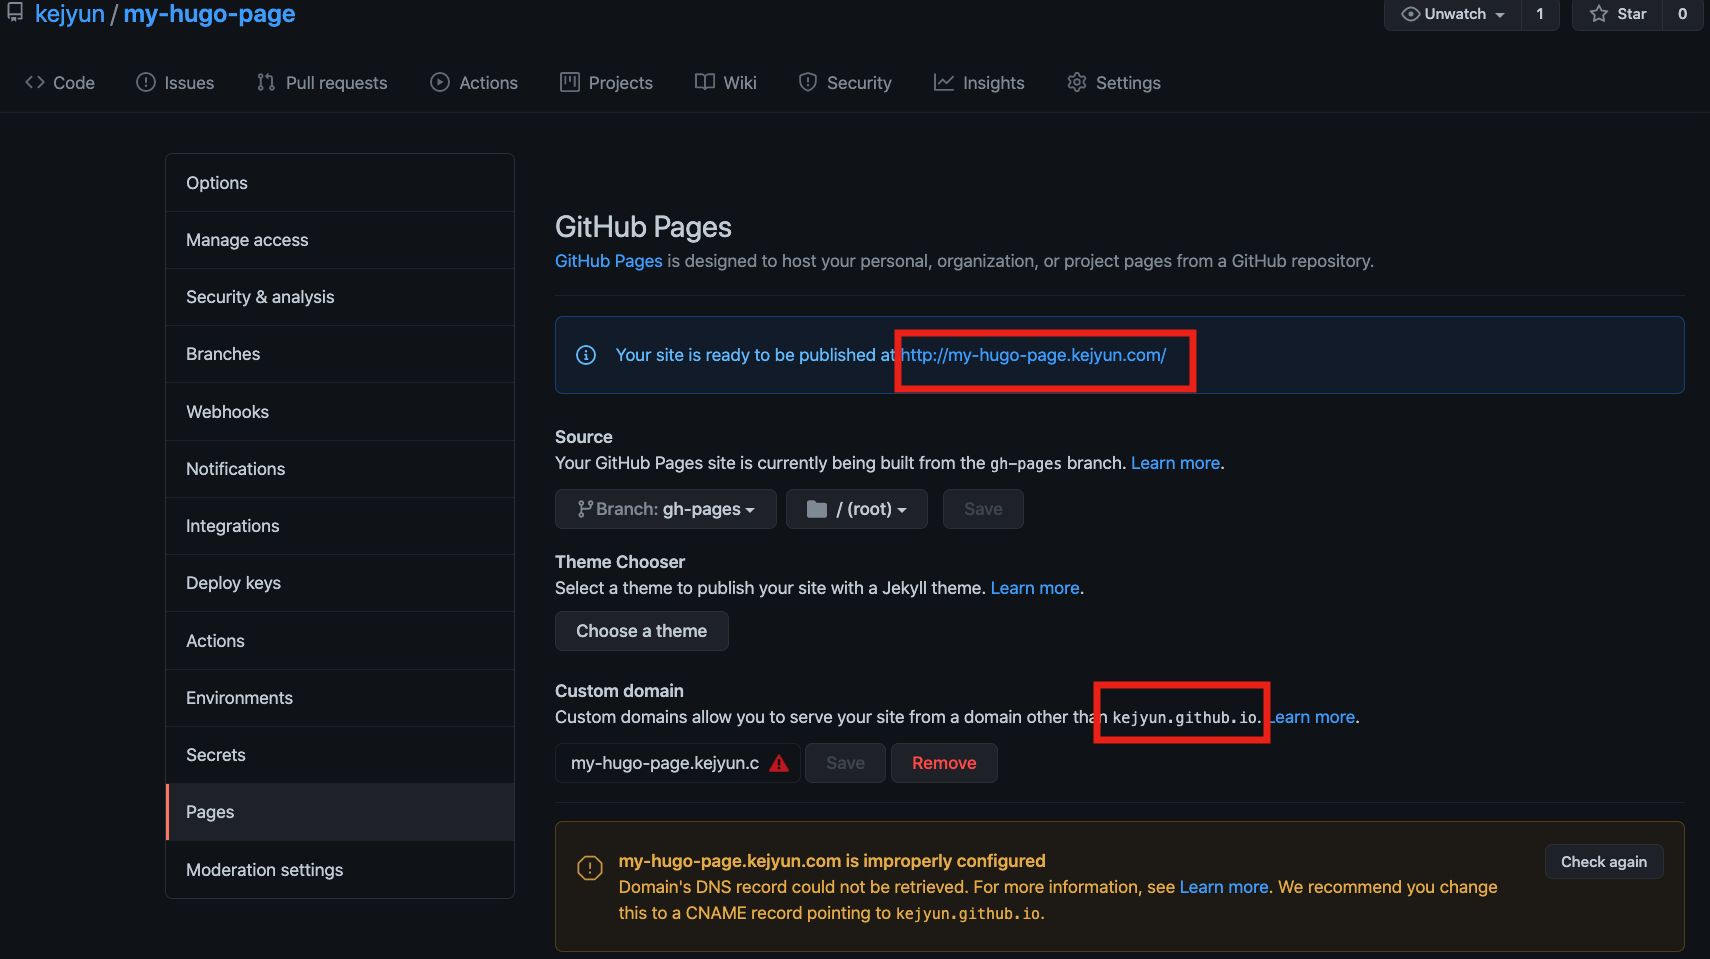 kejyun / my-hugo-page
Unwatch 1 Star 0
Code Issues Pull requests Actions Projects Wiki Security Insights Settings
Options
Manage access
Security & analysis
Branches
Webhooks
Notifications
Integrations
Deploy keys
Actions
Environments
Secrets
Pages
Moderation settings
GitHub Pages
GitHub Pages is designed to host your personal, organization, or project pages from a GitHub repository.
Your site is ready to be published at http://my-hugo-page.kejyun.com/
Source
Your GitHub Pages site is currently being built from the gh-pages branch. Learn more.
Branch: gh-pages / (root) Save
Theme Chooser
Select a theme to publish your site with a Jekyll theme. Learn more.
Choose a theme
Custom domain
Custom domains allow you to serve your site from a domain other than kejyun.github.io. Learn more.
my-hugo-page.kejyun.c Save Remove
my-hugo-page.kejyun.com is improperly configured
Check again
Domain's DNS record could not be retrieved. For more information, see Learn more. We recommend you change
this to a CNAME record pointing to kejyun.github.io.